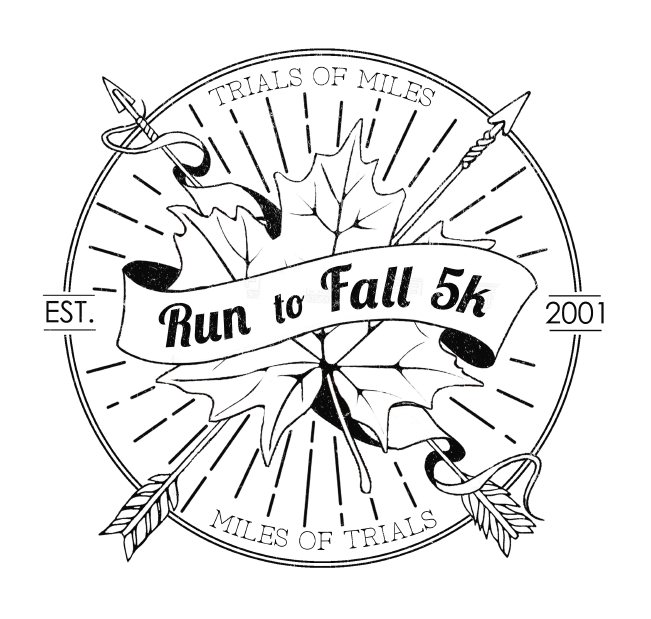 TRIALS OF MILES
Run to Fall 5k
EST.
2001
MILES OF TRIALS